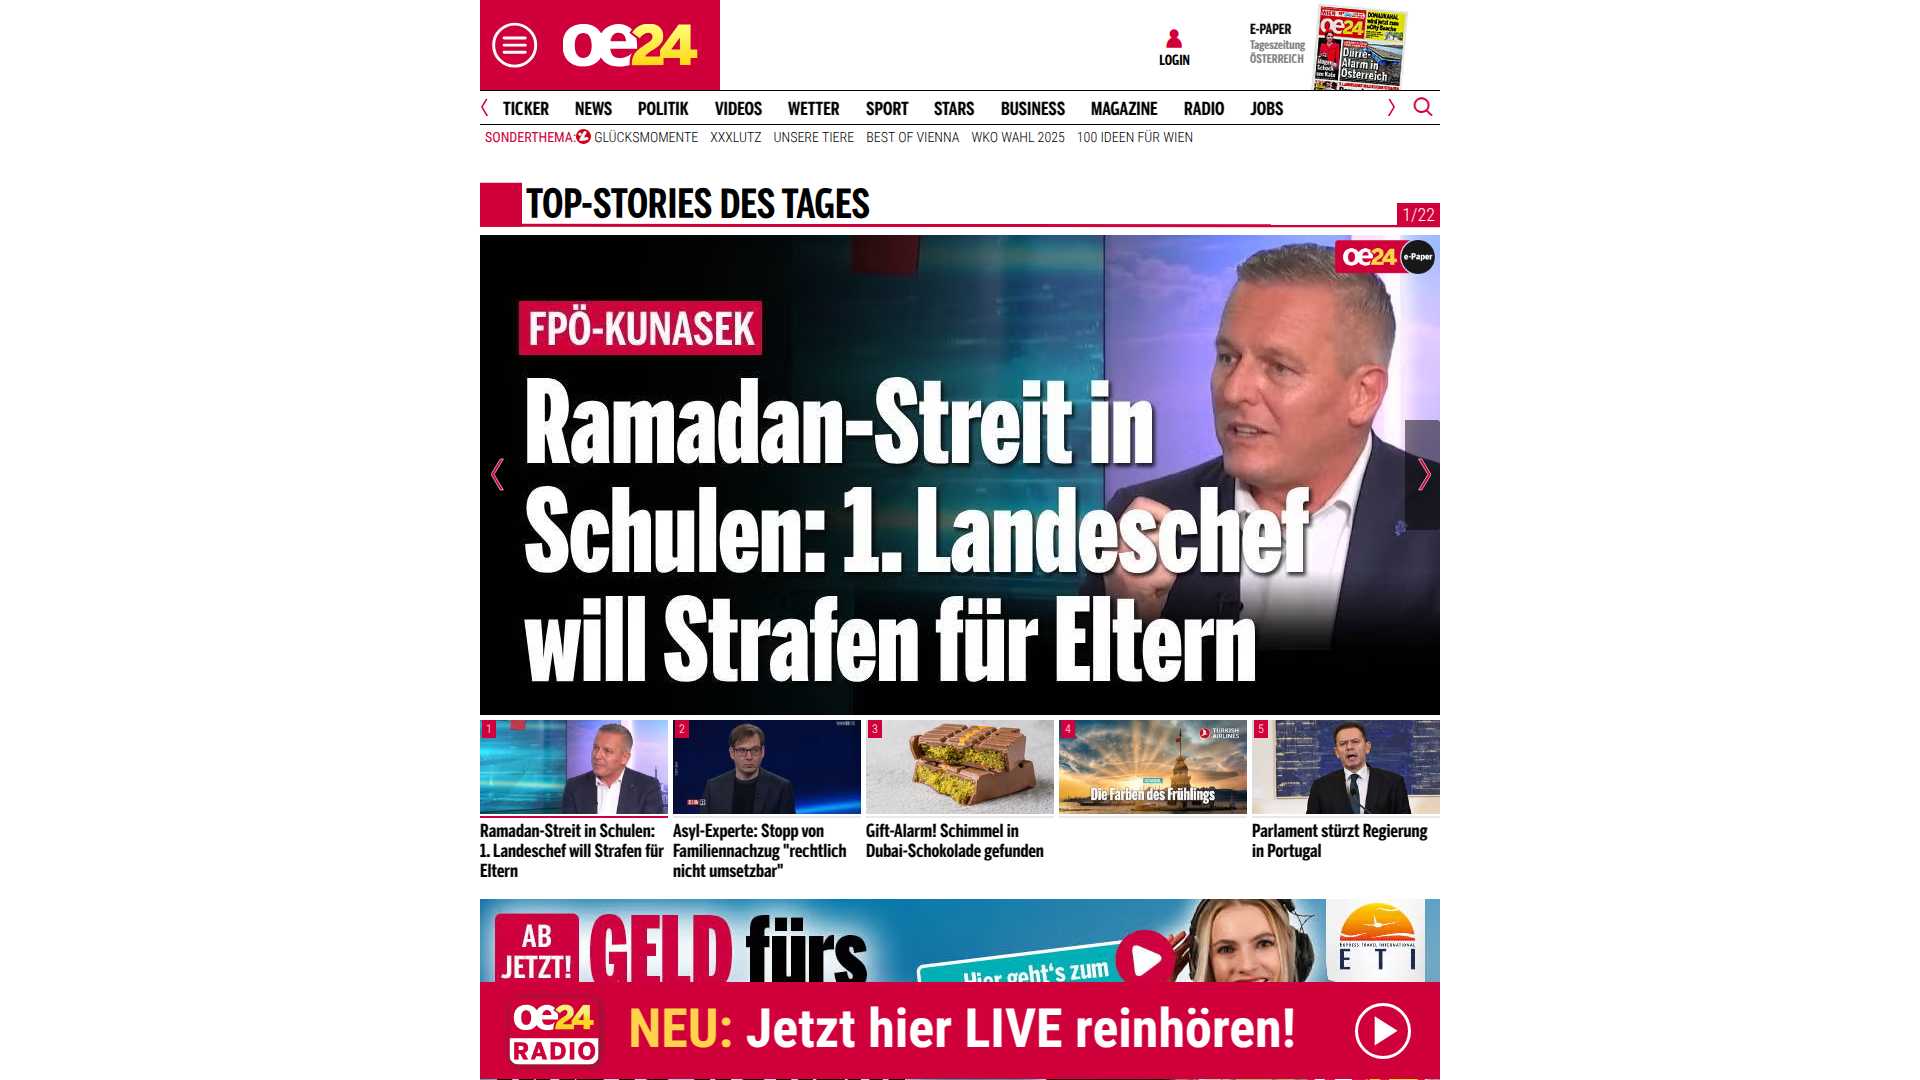 oe24
LOGIN
E-PAPER
Tageszeitung
ÖSTERREICH
oe24
Dürre-
Alarm in
Österreich
TICKER NEWS POLITIK VIDEOS WETTER SPORT STARS BUSINESS MAGAZINE RADIO JOBS
SONDERTHEMA: GLÜCKSMOMENTE XXXLUTZ UNSERE TIERE BEST OF VIENNA WKO WAHL 2025 100 IDEEN FÜR WIEN
TOP-STORIES DES TAGES
1/22
oe24 e-Paper
FPÖ-KUNASEK
Ramadan-Streit in
Schulen: 1. Landeschef
will Strafen für Eltern
1
2
3
4
5
TURKISH
AIRLINES
Die Farben des Frühlings
Ramadan-Streit in Schulen:
1. Landeschef will Strafen für
Eltern
Asyl-Experte: Stopp von
Familiennachzug "rechtlich
nicht umsetzbar"
Gift-Alarm! Schimmel in
Dubai-Schokolade gefunden
Parlament stürzt Regierung
in Portugal
AB
JETZT!
GELD fürs
Hier geht's zum
EXPRESS TRAVEL INTERNATIONAL
ETI
oe24
RADIO
NEU: Jetzt hier LIVE reinhören!